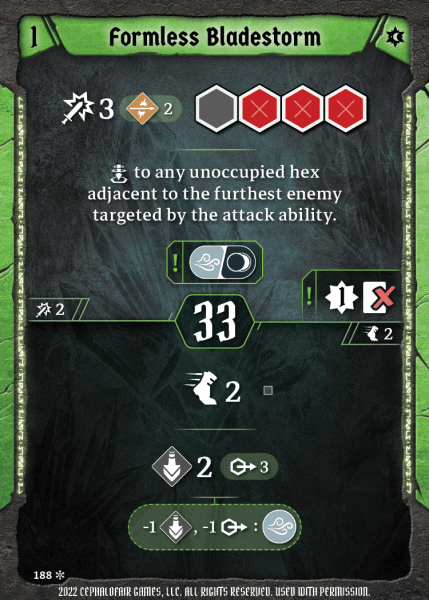 1 Formless Bladestorm
3 2
to any unoccupied hex
adjacent to the furthest enemy
targeted by the attack ability.
!
! 1
2
33
2
2
2 3
-1 , -1 :
188
2022 CEPHALOFAIR GAMES, LLC. ALL RIGHTS RESERVED. USED WITH PERMISSION.